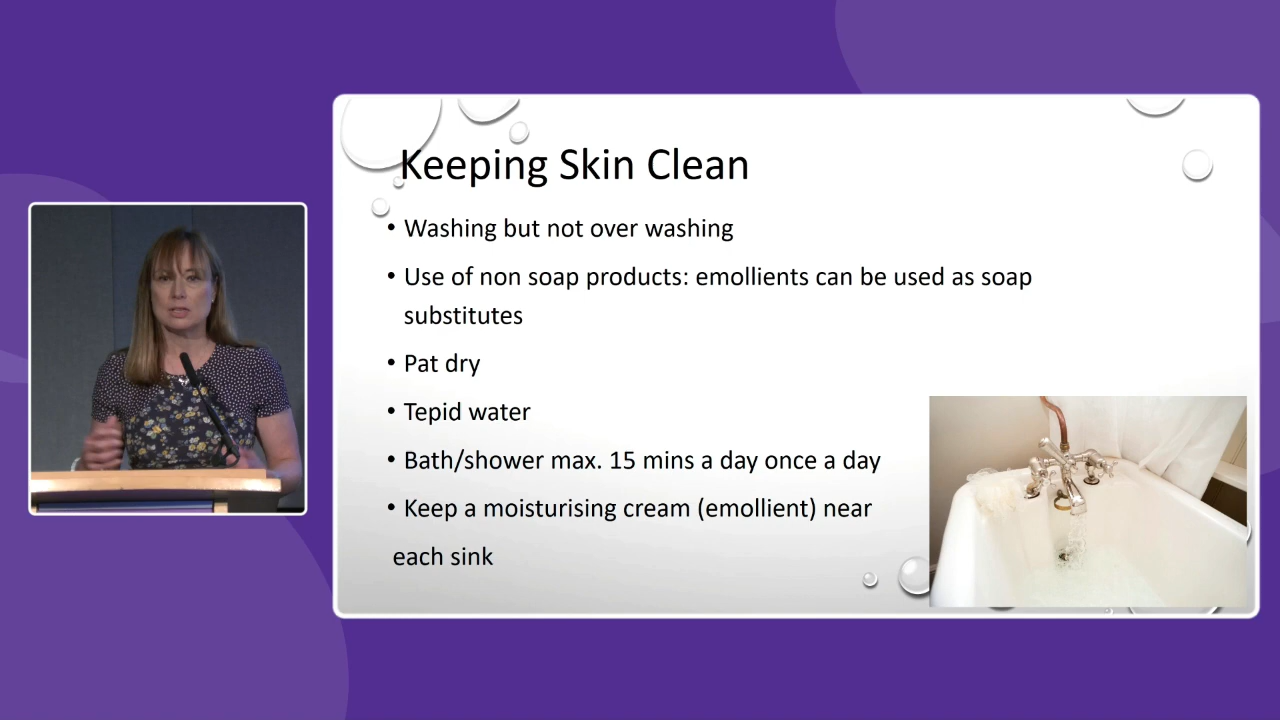 Keeping Skin Clean
• Washing but not over washing
• Use of non soap products: emollients can be used as soap
substitutes
• Pat dry
• Tepid water
• Bath/shower max. 15 mins a day once a day
• Keep a moisturising cream (emollient) near
each sink